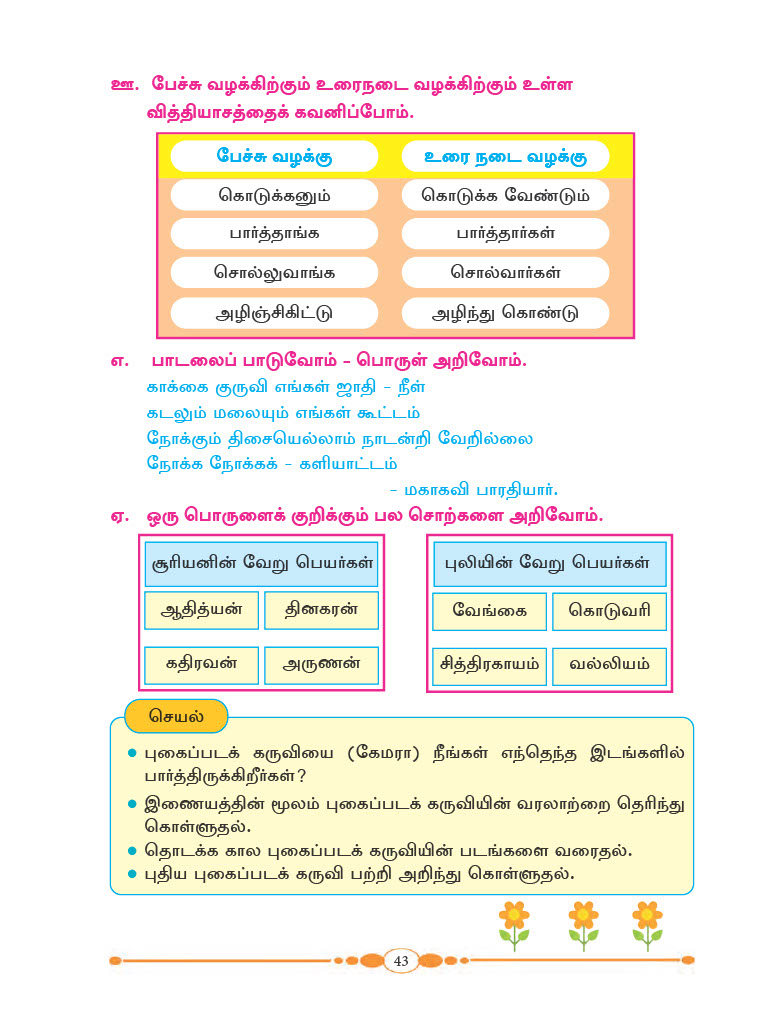 ஊ. பேச்சு வழக்கிற்கும் உரைநடை வழக்கிற்கும் உள்ள
வித்தியாசத்தைக் கவனிப்போம்.
பேச்சு வழக்கு உரை நடை வழக்கு
கொடுக்கனும் கொடுக்க வேண்டும்
பார்த்தாங்க பார்த்தார்கள்
சொல்லுவாங்க சொல்வார்கள்
அழிஞ்சிகிட்டு அழிந்து கொண்டு
எ. பாடலைப் பாடுவோம் – பொருள் அறிவோம்.
காக்கை குருவி எங்கள் ஜாதி – நீள்
கடலும் மலையும் எங்கள் கூட்டம்
நோக்கும் திசையெல்லாம் நாடன்றி வேறில்லை
நோக்க நோக்கக் – களியாட்டம்
– மகாகவி பாரதியார்.
ஏ. ஒரு பொருளைக் குறிக்கும் பல சொற்களை அறிவோம்.
சூரியனின் வேறு பெயர்கள் புலியின் வேறு பெயர்கள்
ஆதித்யன் தினகரன் வேங்கை கொடுவரி
கதிரவன் அருணன் சித்திரகாயம் வல்லியம்
செயல்
• புகைப்படக் கருவியை (கேமரா) நீங்கள் எந்தெந்த இடங்களில்
பார்த்திருக்கிறீர்கள்?
• இணையத்தின் மூலம் புகைப்படக் கருவியின் வரலாற்றை தெரிந்து
கொள்ளுதல்.
• தொடக்க கால புகைப்படக் கருவியின் படங்களை வரைதல்.
• புதிய புகைப்படக் கருவி பற்றி அறிந்து கொள்ளுதல்.
43